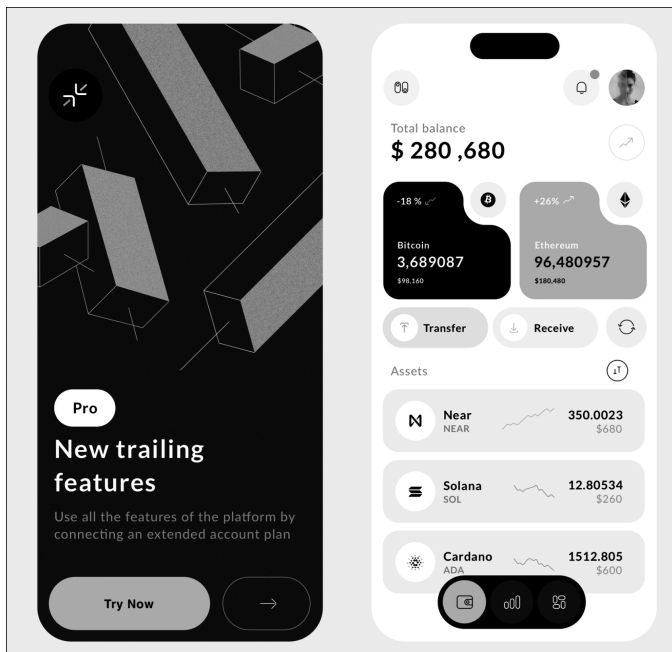 Pro
New trailing
features
Use all the features of the platform by
connecting an extended account plan
Try Now
Total balance
$ 280 ,680
-18 %
Bitcoin
3,689087
$98,160
+26%
Ethereum
96,480957
$180,480
Transfer
Receive
Assets
Near
NEAR
350.0023
$680
Solana
SOL
12.80534
$260
Cardano
ADA
1512.805
$600